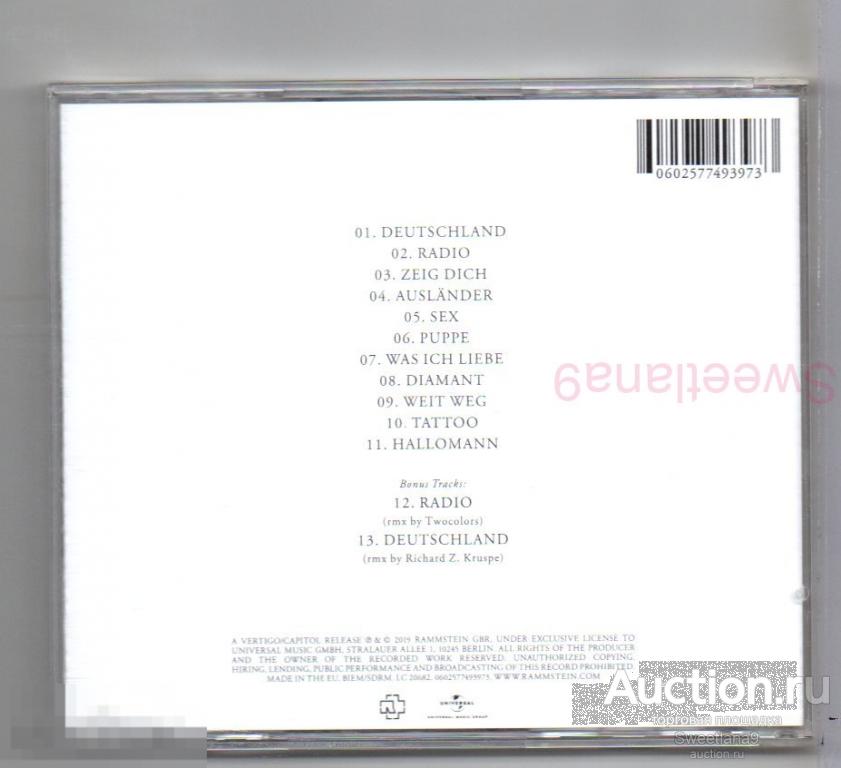 0602577493973
01. DEUTSCHLAND
02. RADIO
03. ZEIG DICH
04. AUSLÄNDER
05. SEX
06. PUPPE
07. WAS ICH LIEBE
08. DIAMANT
09. WEIT WEG
10. TATTOO
11. HALLOMANN
Bonus Tracks:
12. RADIO
(rmx by Twocolors)
13. DEUTSCHLAND
(rmx by Richard Z. Kruspe)
Sweetlana9
A VERTIGO/CAPITOL RELEASE ℗ & © 2019 RAMMSTEIN GBR, UNDER EXCLUSIVE LICENSE TO
UNIVERSAL MUSIC GMBH, STRALAUER ALLEE 1, 10245 BERLIN. ALL RIGHTS OF THE PRODUCER
AND THE OWNER OF THE RECORDED WORK RESERVED. UNAUTHORIZED COPYING,
HIRING, LENDING, PUBLIC PERFORMANCE AND BROADCASTING OF THIS RECORD PROHIBITED.
MADE IN THE EU. BIEM/SDRM. LC 20682. 0602577493973. WWW.RAMMSTEIN.COM
UNIVERSAL
UNIVERSAL MUSIC GROUP
Auction.ru
торговая площадка
Sweetlana9
auction.ru